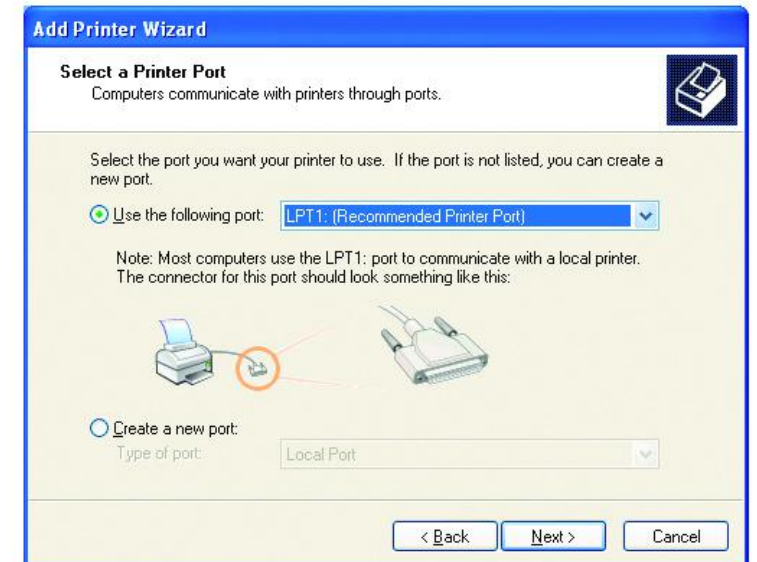 Add Printer Wizard
Select a Printer Port
Computers communicate with printers through ports.
Select the port you want your printer to use. If the port is not listed, you can create a
new port.
Use the following port: LPT1: (Recommended Printer Port)
Note: Most computers use the LPT1: port to communicate with a local printer.
The connector for this port should look something like this:
Create a new port:
Type of port: Local Port
< Back Next > Cancel